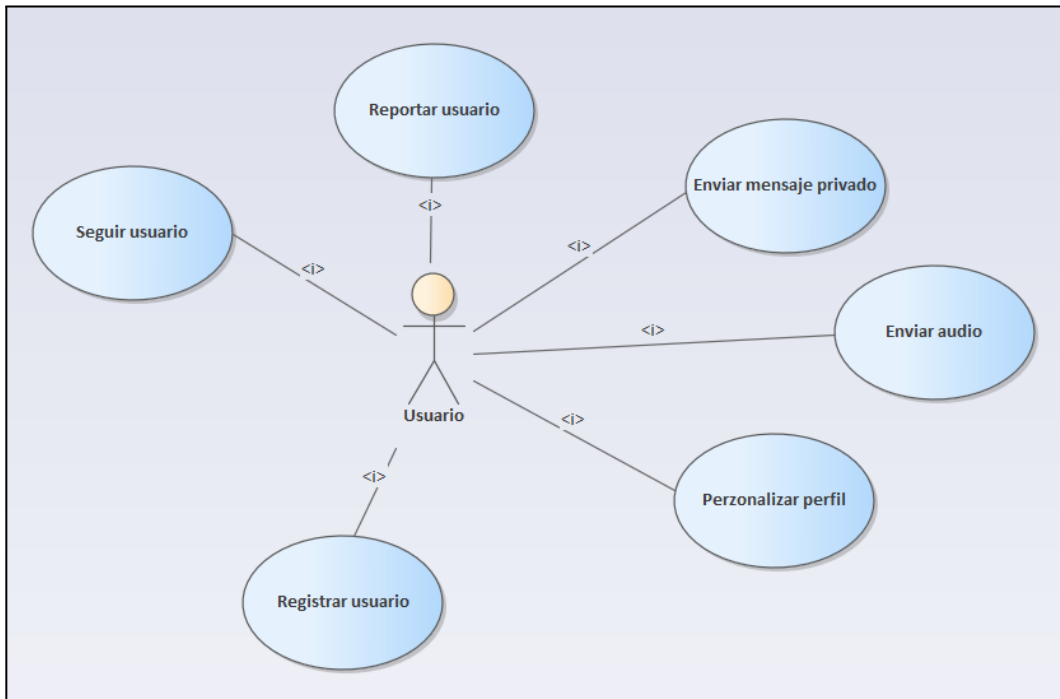 Reportar usuario
Enviar mensaje privado
<i>
Seguir usuario
<i>
<i>
<i>
Enviar audio
Usuario
<i>
<i>
Perzonalizar perfil
Registrar usuario